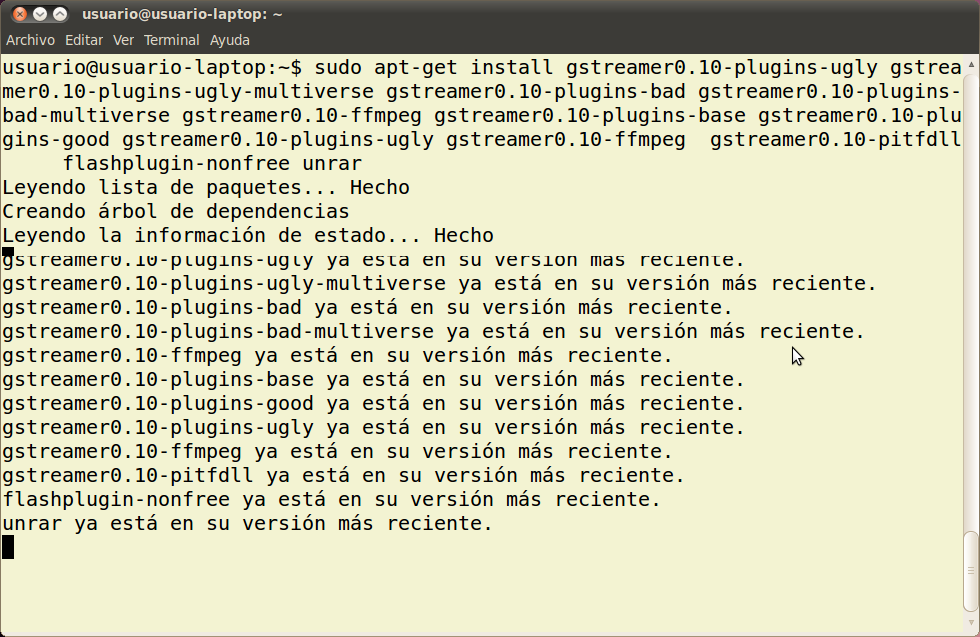 usuario@usuario-laptop: ~
Archivo Editar Ver Terminal Ayuda
usuario@usuario-laptop:~$ sudo apt-get install gstreamer0.10-plugins-ugly gstrea
mer0.10-plugins-ugly-multiverse gstreamer0.10-plugins-bad gstreamer0.10-plugins-
bad-multiverse gstreamer0.10-ffmpeg gstreamer0.10-plugins-base gstreamer0.10-plu
gins-good gstreamer0.10-plugins-ugly gstreamer0.10-ffmpeg  gstreamer0.10-pitfdll
     flashplugin-nonfree unrar
Leyendo lista de paquetes... Hecho
Creando árbol de dependencias
Leyendo la información de estado... Hecho
gstreamer0.10-plugins-ugly ya está en su versión más reciente.
gstreamer0.10-plugins-ugly-multiverse ya está en su versión más reciente.
gstreamer0.10-plugins-bad ya está en su versión más reciente.
gstreamer0.10-plugins-bad-multiverse ya está en su versión más reciente.
gstreamer0.10-ffmpeg ya está en su versión más reciente.
gstreamer0.10-plugins-base ya está en su versión más reciente.
gstreamer0.10-plugins-good ya está en su versión más reciente.
gstreamer0.10-plugins-ugly ya está en su versión más reciente.
gstreamer0.10-ffmpeg ya está en su versión más reciente.
gstreamer0.10-pitfdll ya está en su versión más reciente.
flashplugin-nonfree ya está en su versión más reciente.
unrar ya está en su versión más reciente.